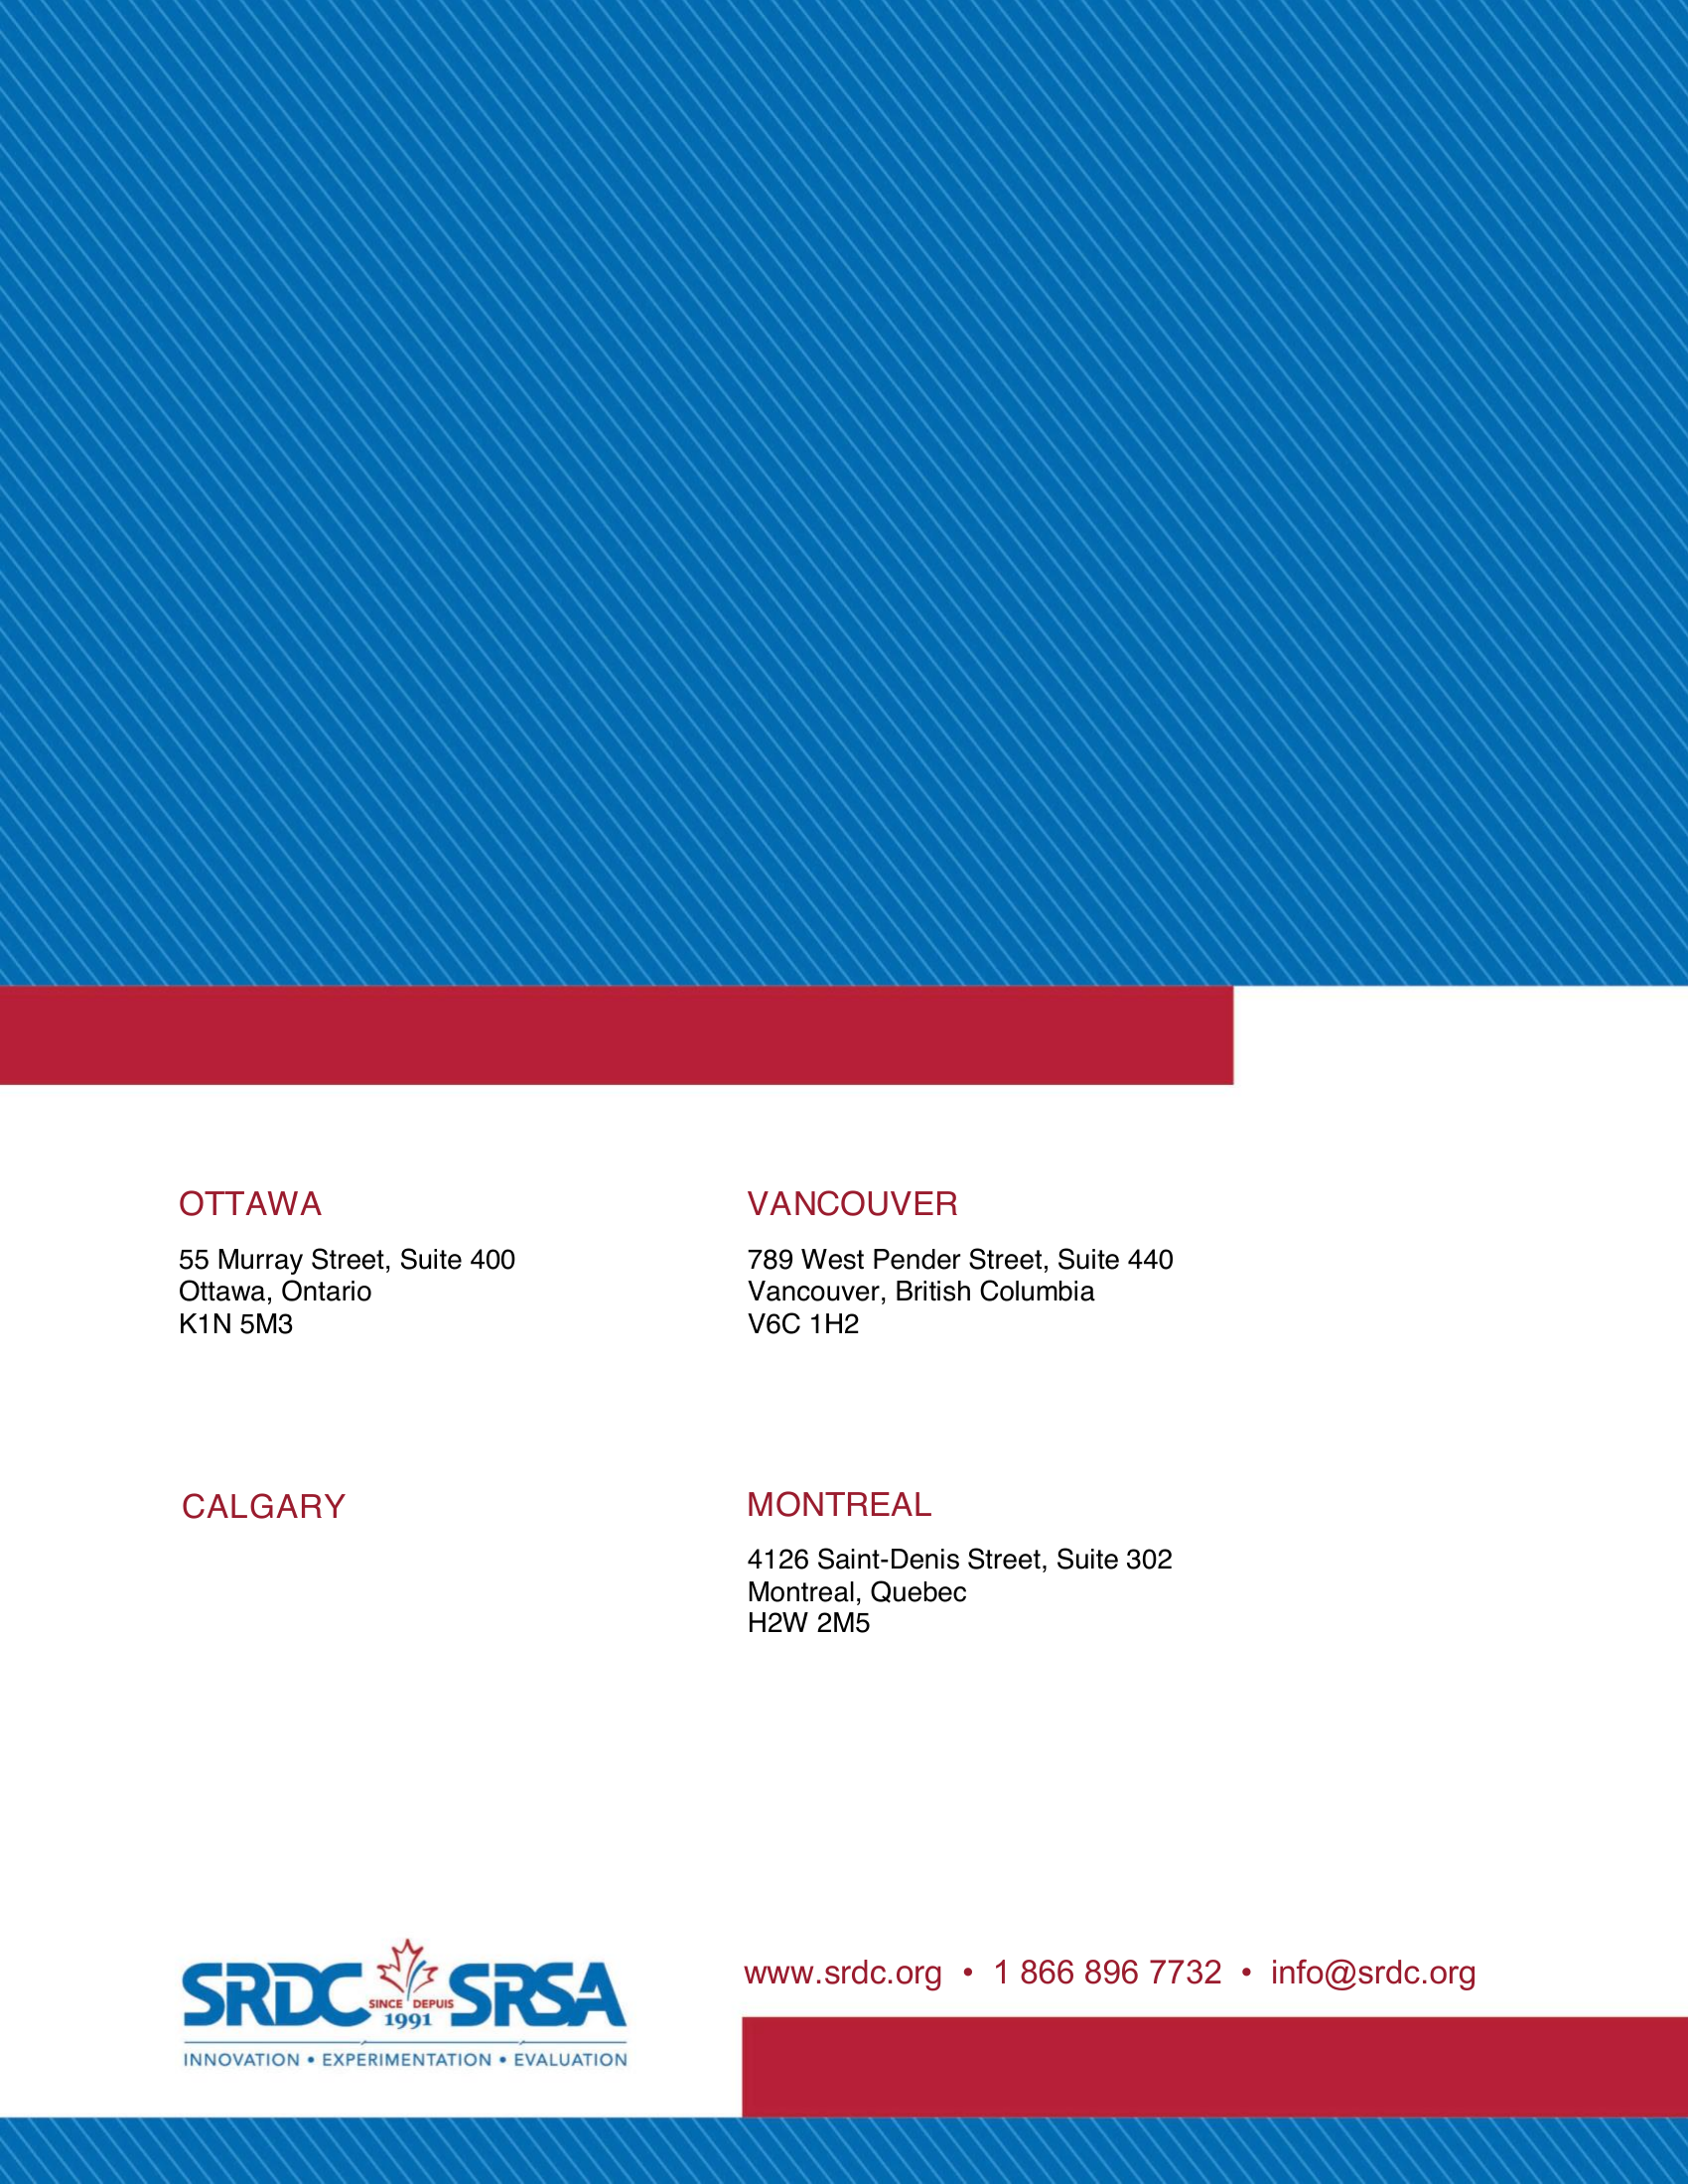 OTTAWA
55 Murray Street, Suite 400
Ottawa, Ontario
K1N 5M3
VANCOUVER
789 West Pender Street, Suite 440
Vancouver, British Columbia
V6C 1H2
CALGARY
MONTREAL
4126 Saint-Denis Street, Suite 302
Montreal, Quebec
H2W 2M5
SRDC SRSA
SINCE DEPUIS
1991
INNOVATION • EXPÉRIMENTATION • ÉVALUATION
www.srdc.org • 1 866 896 7732 • info@srdc.org